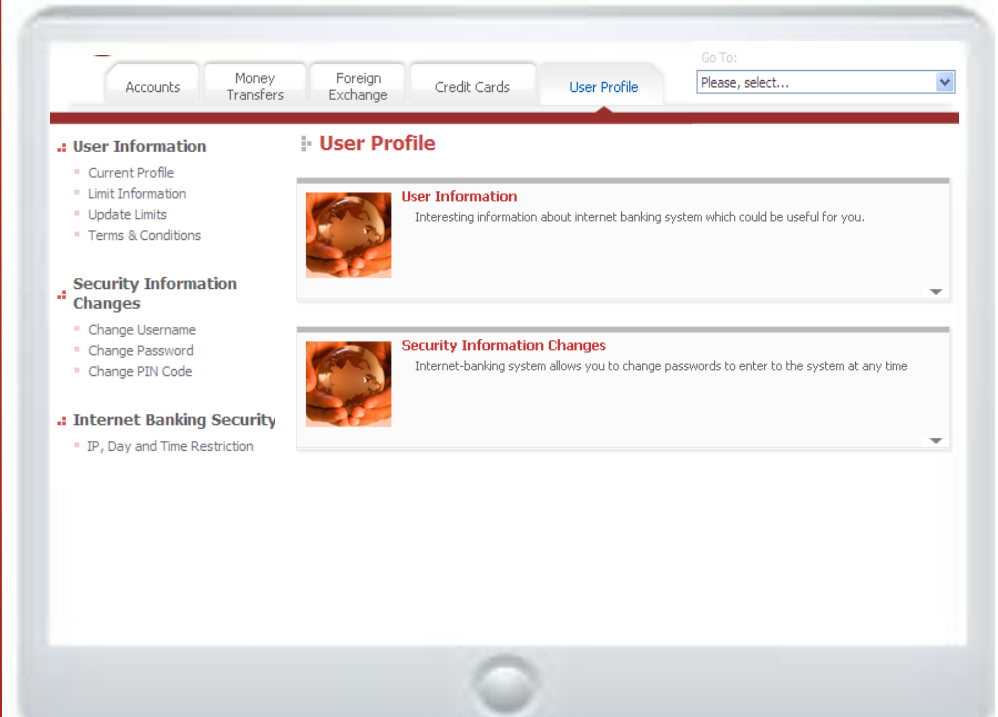 Go To:
Please, select...
Accounts
Money
Transfers
Foreign
Exchange
Credit Cards
User Profile
User Information
Current Profile
Limit Information
Update Limits
Terms & Conditions
Security Information
Changes
Change Username
Change Password
Change PIN Code
Internet Banking Security
IP, Day and Time Restriction
User Profile
User Information
Interesting information about internet banking system which could be useful for you.
Security Information Changes
Internet-banking system allows you to change passwords to enter to the system at any time